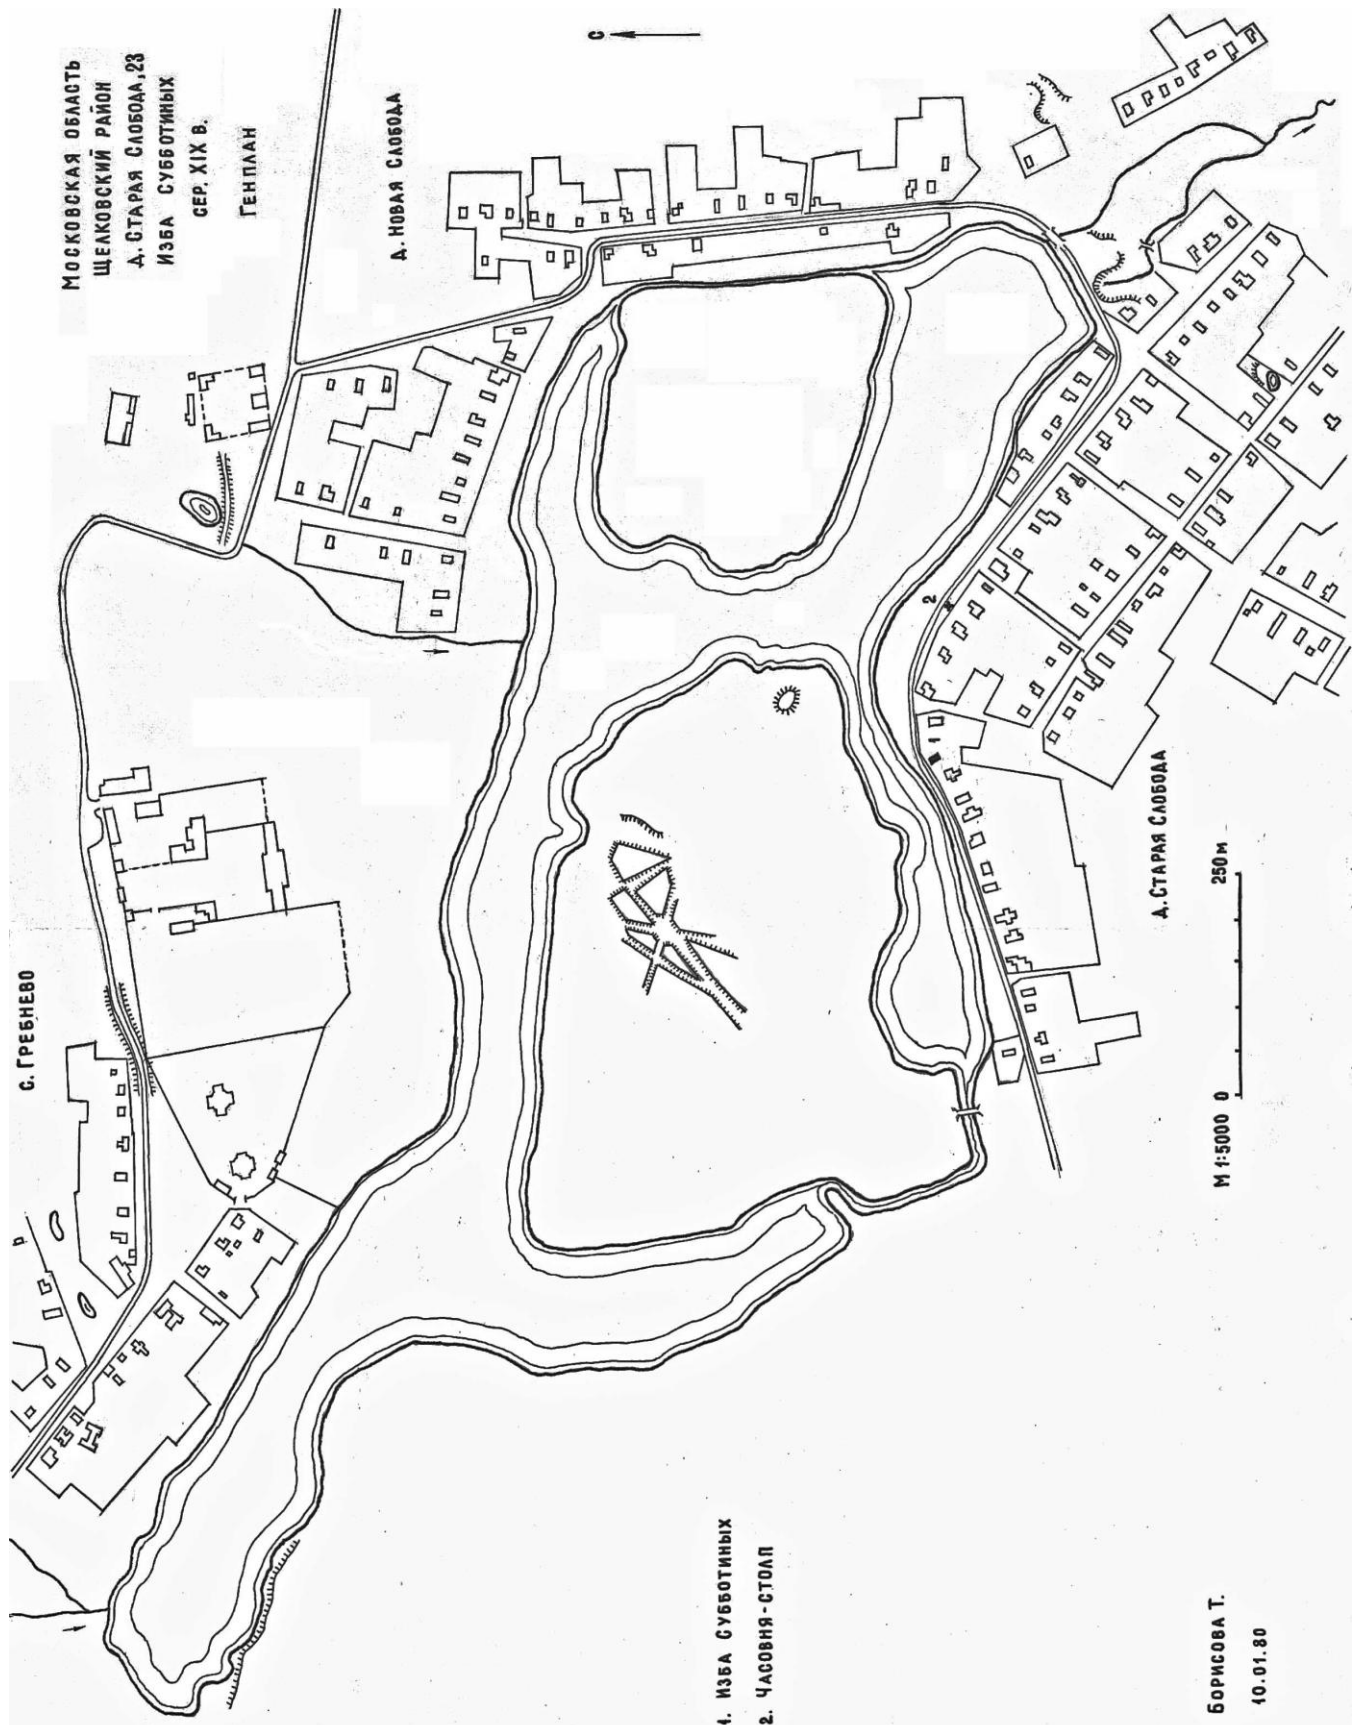 МОСКОВСКАЯ ОБЛАСТЬ
ЩЕЛКОВСКИЙ РАЙОН
Д. СТАРАЯ СЛОБОДА, 23
ИЗБА СУББОТИНЫХ
СЕР. XIX В.
ГЕНПЛАН
С
Д. НОВАЯ СЛОБОДА
С. ГРЕБНЕВО
2
1
Д. СТАРАЯ СЛОБОДА
М 1:5000 0 250 М
1. ИЗБА СУББОТИНЫХ
2. ЧАСОВНЯ-СТОЛП
БОРИСОВА Т.
10.01.80